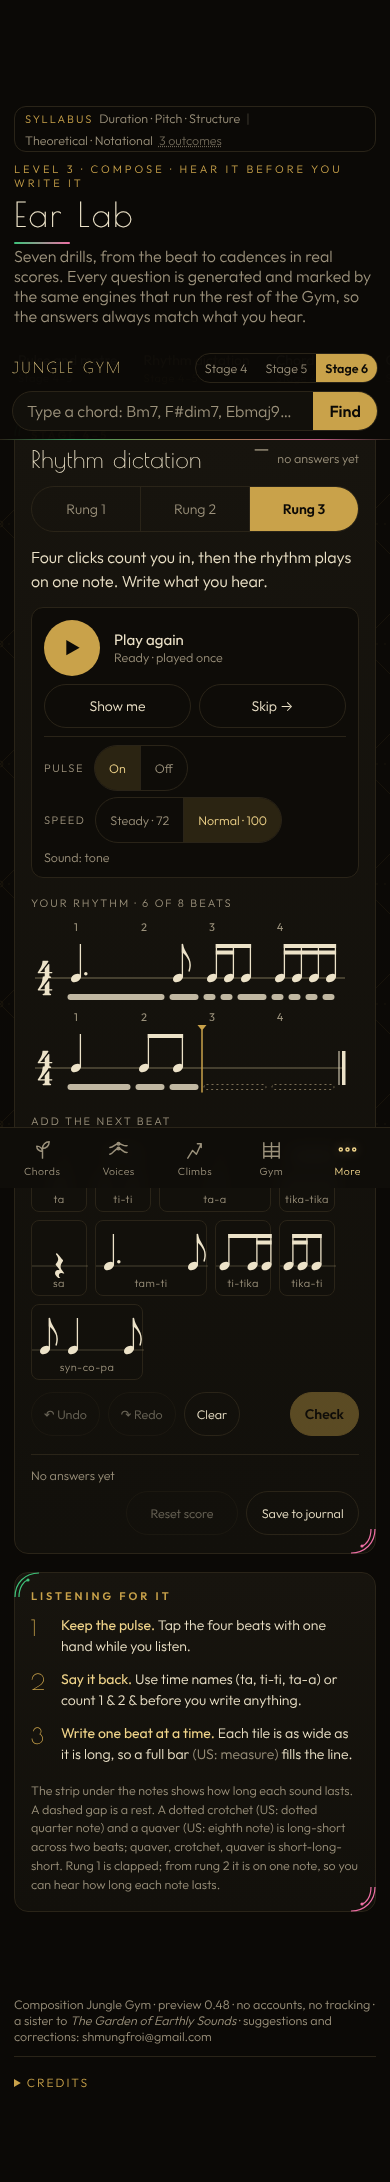 SYLLABUS Duration · Pitch · Structure |
Theoretical · Notational 3 outcomes
LEVEL 3 · COMPOSE · HEAR IT BEFORE YOU
WRITE IT
Ear Lab
Seven drills, from the beat to cadences in real
scores. Every question is generated and marked by
the same engines that run the rest of the Gym, so
the answers always match what you hear.
JUNGLE GYM Stage 4 Stage 5 Stage 6
Type a chord: Bm7, F#dim7, Ebmaj9... Find
Rhythm dictation — no answers yet
Rung 1 Rung 2 Rung 3
Four clicks count you in, then the rhythm plays
on one note. Write what you hear.
Play again
Ready · played once
Show me Skip →
PULSE On Off
SPEED Steady · 72 Normal · 100
Sound: tone
YOUR RHYTHM · 6 OF 8 BEATS
1 2 3 4
4
4
1 2 3 4
4
4
ADD THE NEXT BEAT
Chords Voices Climbs Gym More
ta ti-ti ta-a tika-tika
sa tam-ti ti-tika tika-ti
syn-co-pa
↶ Undo ↷ Redo Clear Check
No answers yet
Reset score Save to journal
LISTENING FOR IT
1 Keep the pulse. Tap the four beats with one
hand while you listen.
2 Say it back. Use time names (ta, ti-ti, ta-a) or
count 1 & 2 & before you write anything.
3 Write one beat at a time. Each tile is as wide as
it is long, so a full bar (US: measure) fills the line.
The strip under the notes shows how long each sound lasts.
A dashed gap is a rest. A dotted crotchet (US: dotted
quarter note) and a quaver (US: eighth note) is long-short
across two beats; quaver, crotchet, quaver is short-long-
short. Rung 1 is clapped; from rung 2 it is on one note, so you
can hear how long each note lasts.
Composition Jungle Gym · preview 0.48 · no accounts, no tracking ·
a sister to The Garden of Earthly Sounds · suggestions and
corrections: shmungfroi@gmail.com
▶ CREDITS